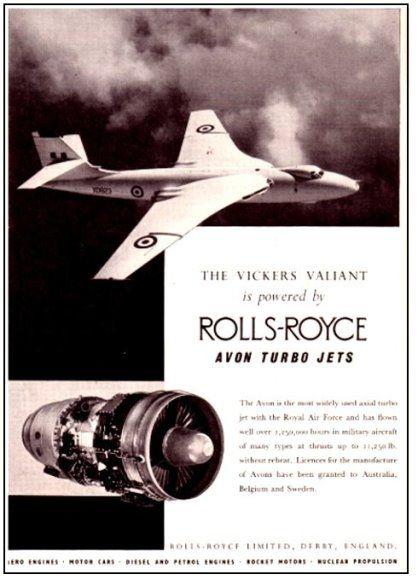 THE VICKERS VALIANT
is powered by
ROLLS-ROYCE
AVON TURBO JETS
The Avon is the most widely used axial turbo
jet with the Royal Air Force and has flown
well over 1,250,000 hours in military aircraft
of many types at thrusts up to 11,250 lb.
without reheat. Licences for the manufacture
of Avons have been granted to Australia,
Belgium and Sweden.
ROLLS-ROYCE LIMITED, DERBY, ENGLAND.
AERO ENGINES · MOTOR CARS · DIESEL AND PETROL ENGINES · ROCKET MOTORS · NUCLEAR PROPULSION